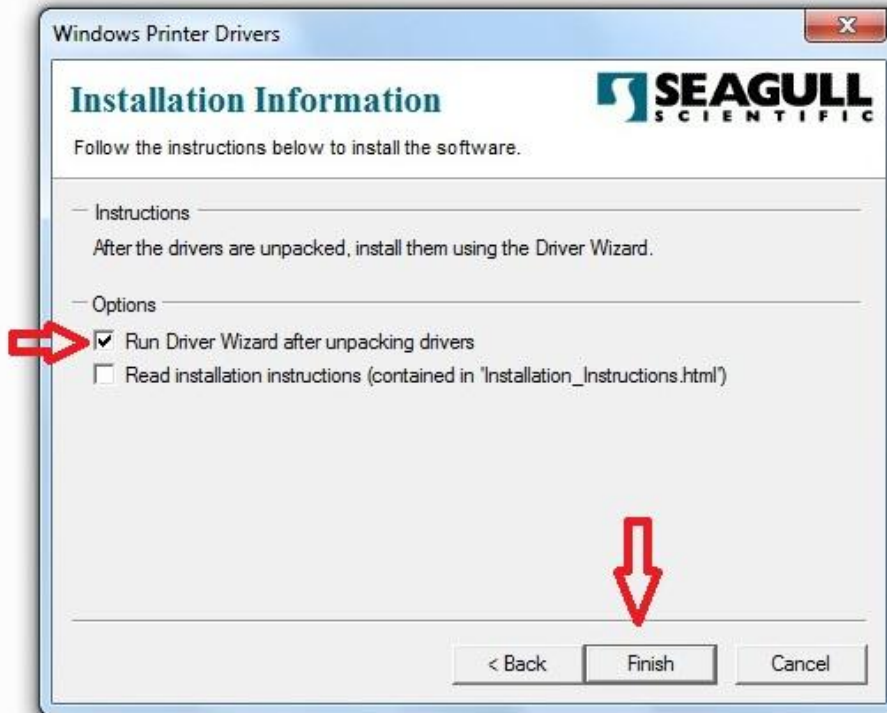 Windows Printer Drivers
Installation Information
SEAGULL
SCIENTIFIC
Follow the instructions below to install the software.
Instructions
After the drivers are unpacked, install them using the Driver Wizard.
Options
Run Driver Wizard after unpacking drivers
Read installation instructions (contained in 'Installation_Instructions.html')
< Back Finish Cancel